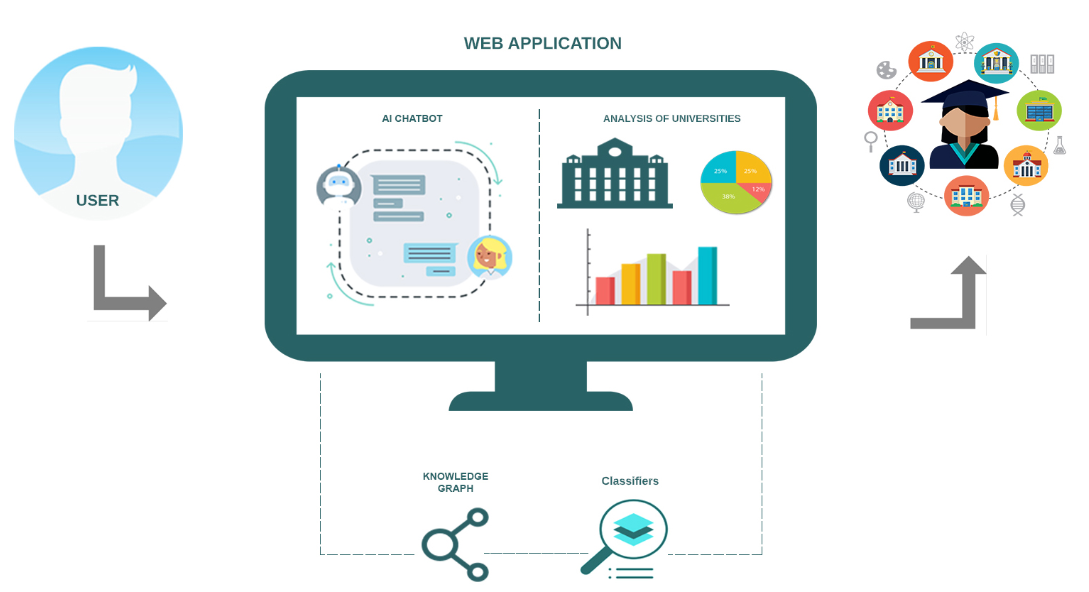 WEB APPLICATION
USER
AI CHATBOT
ANALYSIS OF UNIVERSITIES
25%
25%
12%
38%
KNOWLEDGE
GRAPH
Classifiers